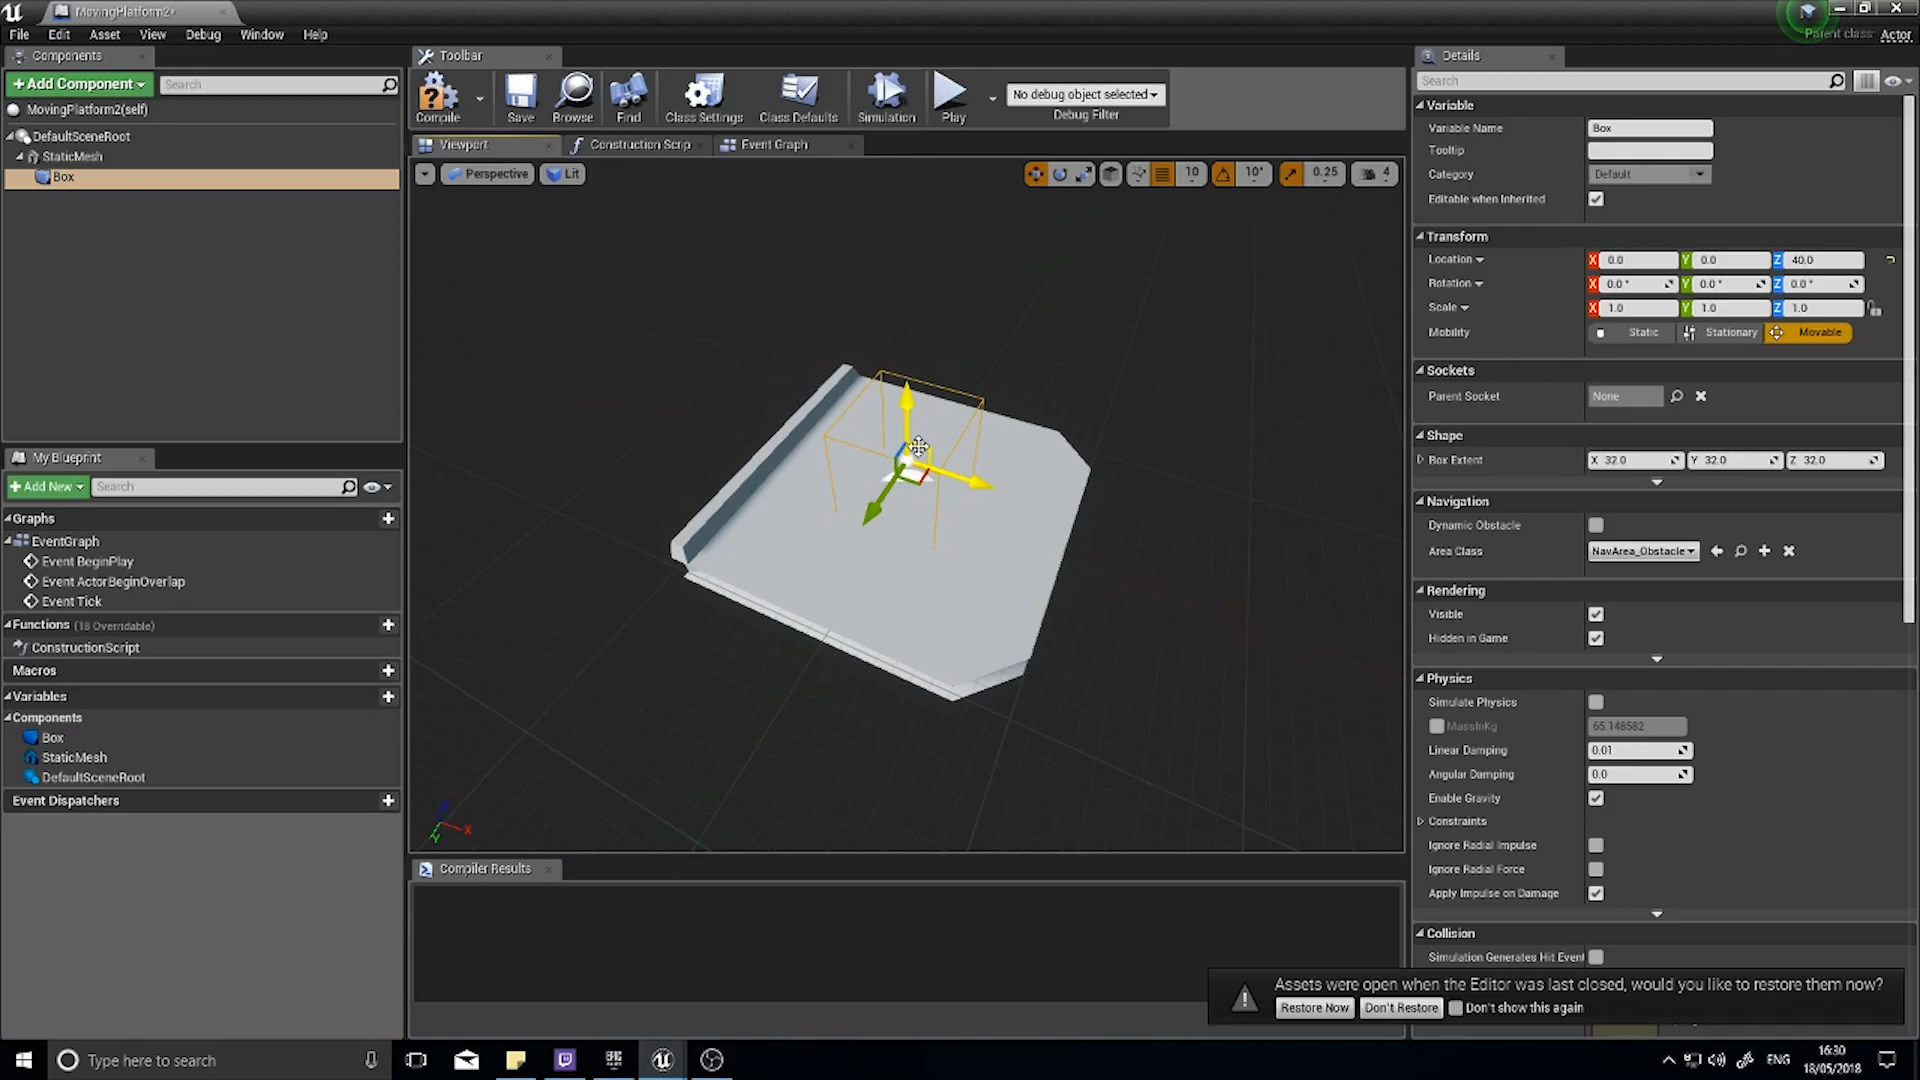 MovingPlatform2*
File Edit Asset View Debug Window Help
Parent class: Actor
Components
+Add Component Search
MovingPlatform2(self)
DefaultSceneRoot
StaticMesh
Box
Toolbar
Compile Save Browse Find Class Settings Class Defaults Simulation Play
No debug object selected
Debug Filter
Viewport Construction Scrip Event Graph
Perspective Lit 10 10° 0.25 4
X Y
My Blueprint
+Add New Search
Graphs
EventGraph
Event BeginPlay
Event ActorBeginOverlap
Event Tick
Functions (18 Overridable)
ConstructionScript
Macros
Variables
Components
Box
StaticMesh
DefaultSceneRoot
Event Dispatchers
Compiler Results
Details
Search
Variable
Variable Name Box
Tooltip
Category Default
Editable when Inherited
Transform
Location X 0.0 Y 0.0 Z 40.0
Rotation X 0.0 ° Y 0.0 ° Z 0.0 °
Scale X 1.0 Y 1.0 Z 1.0
Mobility Static Stationary Movable
Sockets
Parent Socket None
Shape
Box Extent X 32.0 Y 32.0 Z 32.0
Navigation
Dynamic Obstacle
Area Class NavArea_Obstacle
Rendering
Visible
Hidden in Game
Physics
Simulate Physics
MassInKg 65.148582
Linear Damping 0.01
Angular Damping 0.0
Enable Gravity
Constraints
Ignore Radial Impulse
Ignore Radial Force
Apply Impulse on Damage
Collision
Simulation Generates Hit Event
Assets were open when the Editor was last closed, would you like to restore them now?
Restore Now Don't Restore Don't show this again
Type here to search
ENG
16:30
18/05/2018